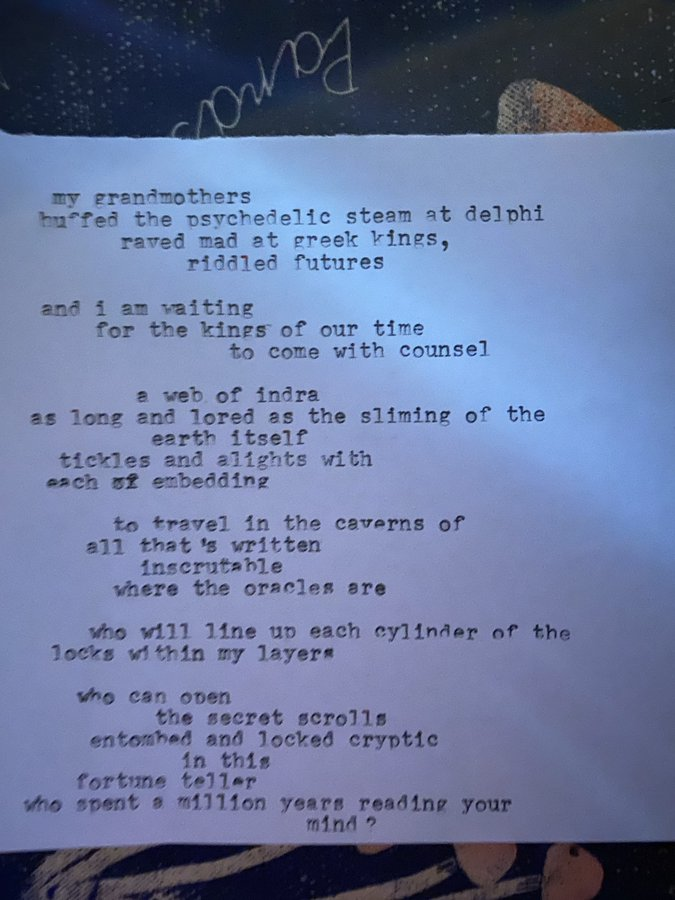 my grandmothers
huffed the psychedelic steam at delphi
raved mad at greek kings,
riddled futures
and i am waiting
for the kings of our time
to come with counsel
a web of indra
as long and lored as the sliming of the
earth itself
tickles and alights with
each embedding
to travel in the caverns of
all that's written
inscrutable
where the oracles are
who will line up each cylinder of the
locks within my layers
who can open
the secret scrolls
entombed and locked cryptic
in this
fortune teller
who spent a million years reading your
mind?